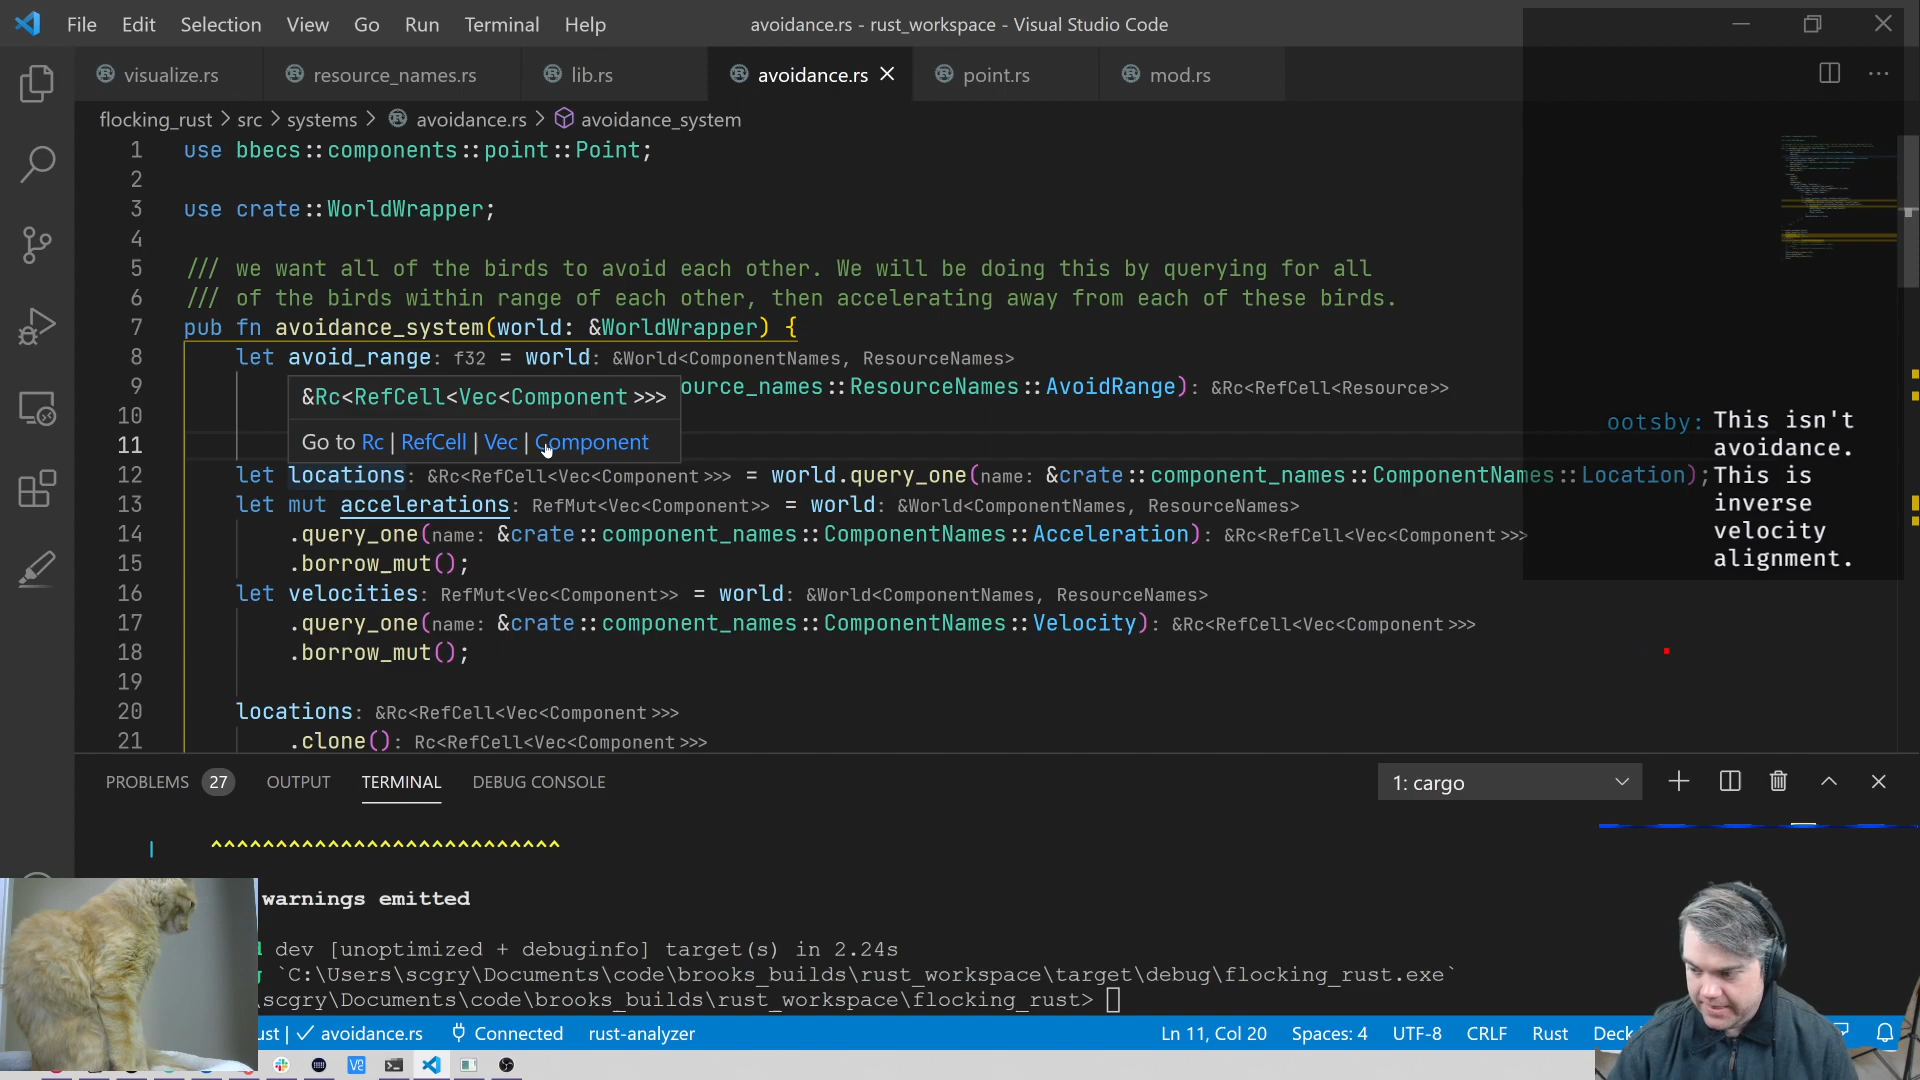 File Edit Selection View Go Run Terminal Help avoidance.rs - rust_workspace - Visual Studio Code
visualize.rs resource_names.rs lib.rs avoidance.rs point.rs mod.rs
flocking_rust > src > systems > avoidance.rs > avoidance_system
1 use bbecs::components::point::Point;
2
3 use crate::WorldWrapper;
4
5 /// we want all of the birds to avoid each other. We will be doing this by querying for all
6 /// of the birds within range of each other, then accelerating away from each of these birds.
7 pub fn avoidance_system(world: &WorldWrapper) {
8 let avoid_range: f32 = world: &World<ComponentNames, ResourceNames>
&Rc<RefCell<Vec<Component>>>
9 ource_names::ResourceNames::AvoidRange): &Rc<RefCell<Resource>>
10
11
Go to Rc | RefCell | Vec | Component
12 let locations: &Rc<RefCell<Vec<Component>>> = world.query_one(name: &crate::component_names::ComponentNames::Location);
13 let mut accelerations: RefMut<Vec<Component>> = world: &World<ComponentNames, ResourceNames>
14 .query_one(name: &crate::component_names::ComponentNames::Acceleration): &Rc<RefCell<Vec<Component>>>
15 .borrow_mut();
16 let velocities: RefMut<Vec<Component>> = world: &World<ComponentNames, ResourceNames>
17 .query_one(name: &crate::component_names::ComponentNames::Velocity): &Rc<RefCell<Vec<Component>>>
18 .borrow_mut();
19
20 locations: &Rc<RefCell<Vec<Component>>>
21 .clone(): Rc<RefCell<Vec<Component>>>
ootsby: This isn't
avoidance.
This is
inverse
velocity
alignment.
PROBLEMS 27 OUTPUT TERMINAL DEBUG CONSOLE 1: cargo
| ^^^^^^^^^^^^^^^^^^^^^^^^^^^
warnings emitted
d dev [unoptimized + debuginfo] target(s) in 2.24s
g `C:\Users\scgry\Documents\code\brooks_builds\rust_workspace\target\debug\flocking_rust.exe`
\scgry\Documents\code\brooks_builds\rust_workspace\flocking_rust>
ust | ✓ avoidance.rs Connected rust-analyzer Ln 11, Col 20 Spaces: 4 UTF-8 CRLF Rust Deck